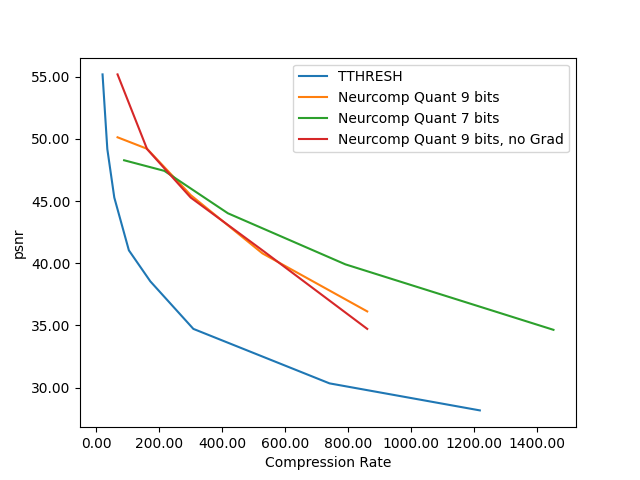 TTHRESH
Neurcomp Quant 9 bits
Neurcomp Quant 7 bits
Neurcomp Quant 9 bits, no Grad
psnr
55.00
50.00
45.00
40.00
35.00
30.00
0.00 200.00 400.00 600.00 800.00 1000.00 1200.00 1400.00
Compression Rate